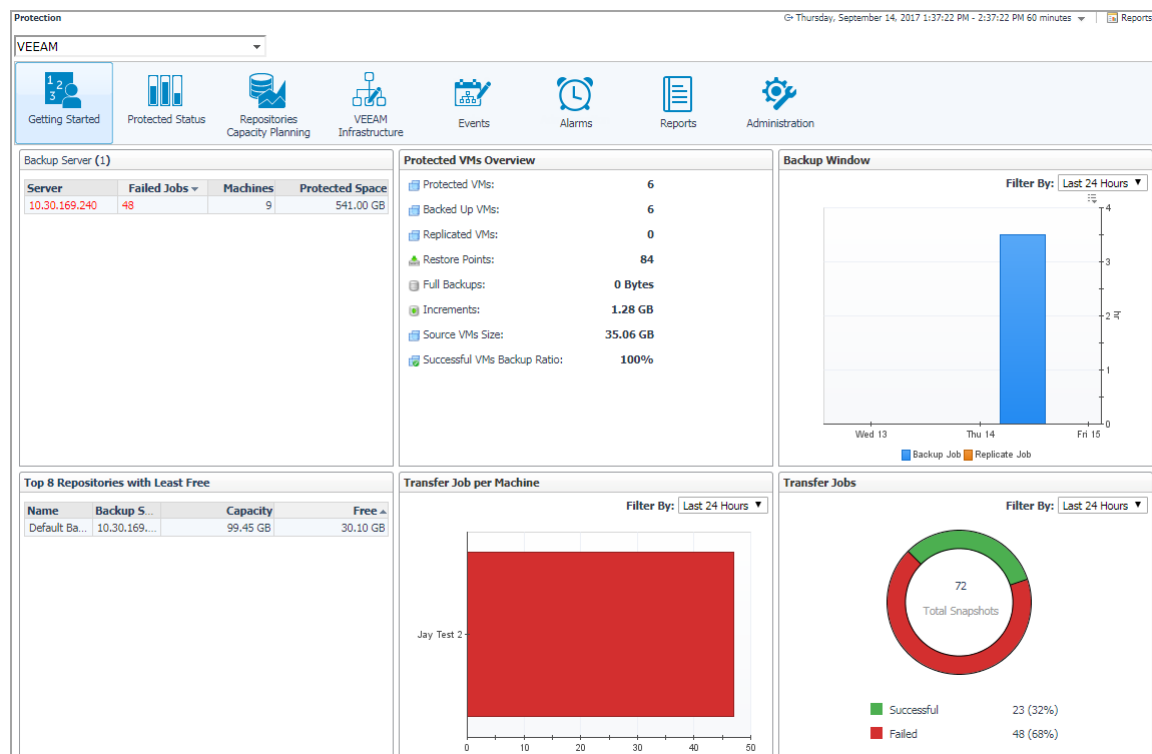 Protection
Thursday, September 14, 2017 1:37:22 PM - 2:37:22 PM 60 minutes
Reports
VEEAM
1 2 3
Getting Started
Protected Status
Repositories Capacity Planning
VEEAM Infrastructure
Events
Alarms
Reports
Administration
Backup Server (1)
Server Failed Jobs Machines Protected Space
10.30.169.240 48 9 541.00 GB
Protected VMs Overview
Protected VMs: 6
Backed Up VMs: 6
Replicated VMs: 0
Restore Points: 84
Full Backups: 0 Bytes
Increments: 1.28 GB
Source VMs Size: 35.06 GB
Successful VMs Backup Ratio: 100%
Backup Window
Filter By: Last 24 Hours
4
3
2
1
0
hr
Wed 13 Thu 14 Fri 15
Backup Job Replicate Job
Top 8 Repositories with Least Free
Name Backup S... Capacity Free
Default Ba... 10.30.169.... 99.45 GB 30.10 GB
Transfer Job per Machine
Filter By: Last 24 Hours
Jay Test 2
0 10 20 30 40 50
Transfer Jobs
Filter By: Last 24 Hours
72
Total Snapshots
Successful 23 (32%)
Failed 48 (68%)